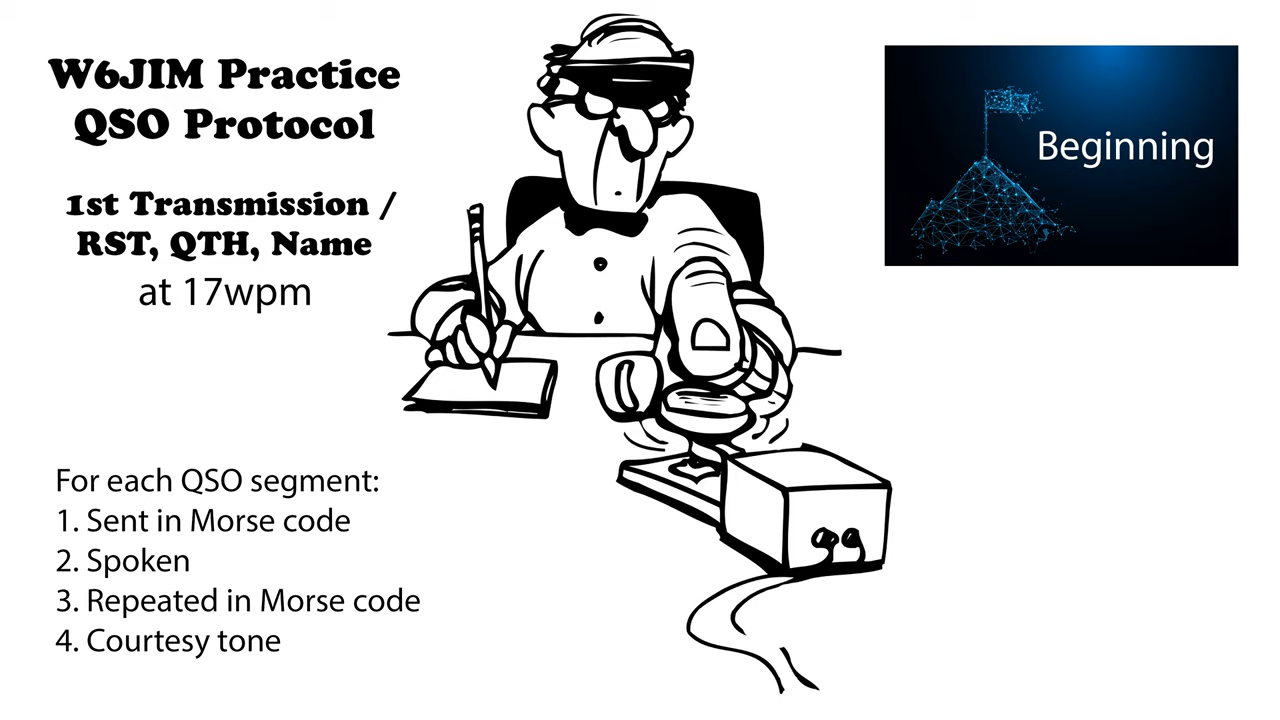 W6JIM Practice
QSO Protocol
1st Transmission /
RST, QTH, Name
at 17wpm
Beginning
For each QSO segment:
1. Sent in Morse code
2. Spoken
3. Repeated in Morse code
4. Courtesy tone